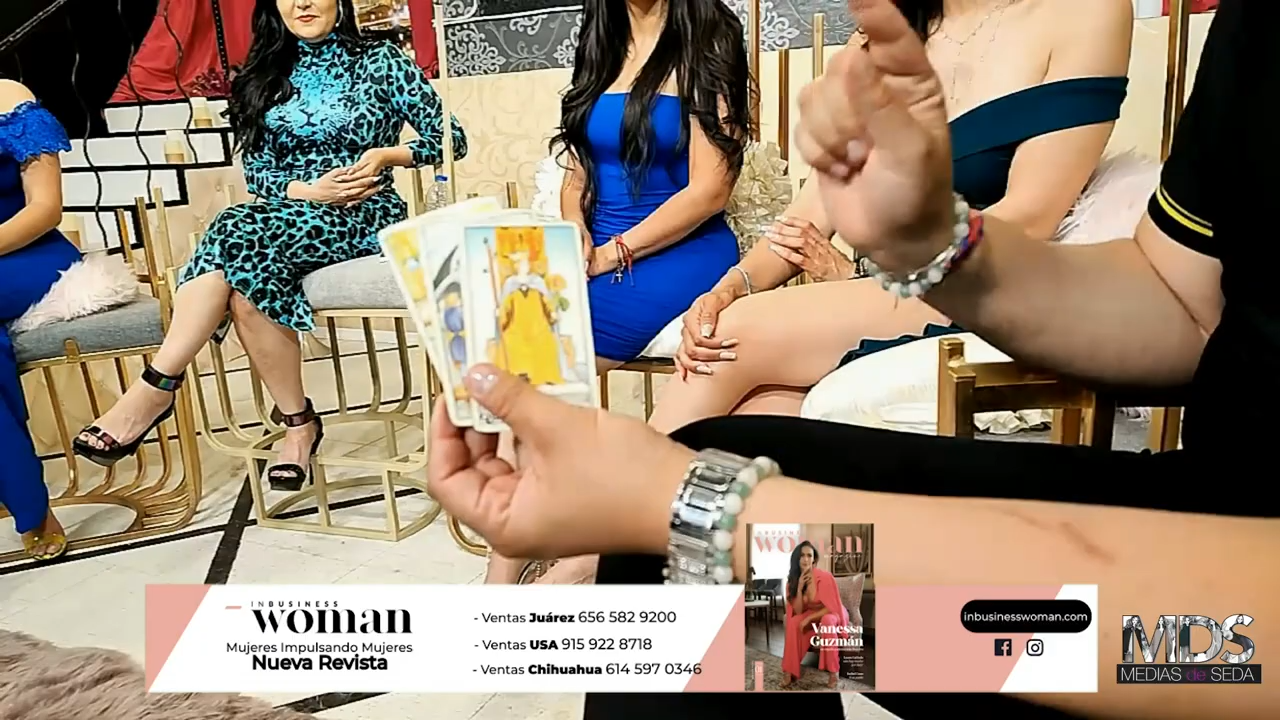 INBUSINESS
woman
Mujeres Impulsando Mujeres
Nueva Revista
- Ventas Juárez 656 582 9200
- Ventas USA 915 922 8718
- Ventas Chihuahua 614 597 0346
woman
Vanessa
Guzmán
inbusinesswoman.com
MDS
MEDIAS de SEDA